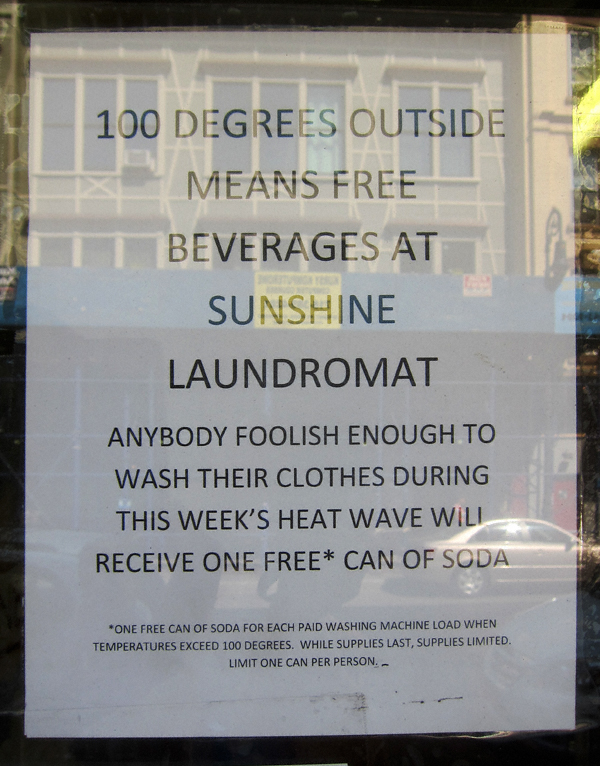 100 DEGREES OUTSIDE
MEANS FREE
BEVERAGES AT
SUNSHINE
LAUNDROMAT
ANYBODY FOOLISH ENOUGH TO
WASH THEIR CLOTHES DURING
THIS WEEK'S HEAT WAVE WILL
RECEIVE ONE FREE* CAN OF SODA
*ONE FREE CAN OF SODA FOR EACH PAID WASHING MACHINE LOAD WHEN
TEMPERATURES EXCEED 100 DEGREES. WHILE SUPPLIES LAST, SUPPLIES LIMITED.
LIMIT ONE CAN PER PERSON.